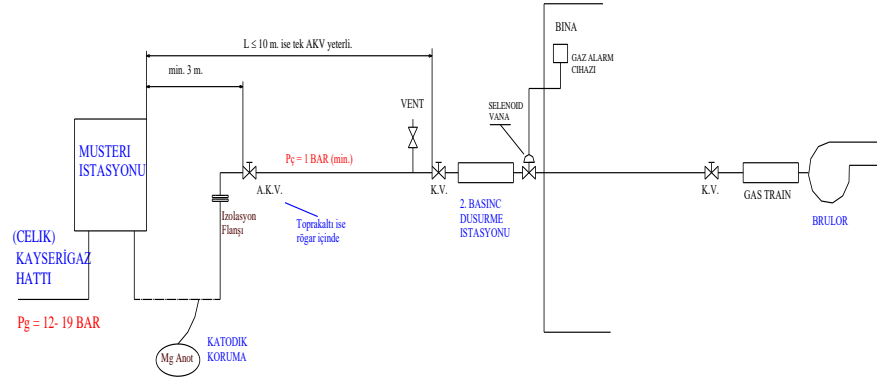 L ≤ 10 m. ise tek AKV yeterli.
min. 3 m.
BINA
GAZ ALARM
CIHAZI
VENT
SELENOID
VANA
MUSTERI
ISTASYONU
Pç = 1 BAR (min.)
A.K.V.
K.V.
K.V.
GAS TRAIN
BRULOR
Izolasyon
Flanşı
Toprakaltı ise
rögar içinde
2. BASINC
DUSURME
ISTASYONU
(CELIK)
KAYSERİGAZ
HATTI
Pg = 12- 19 BAR
KATODIK
KORUMA
Mg Anot